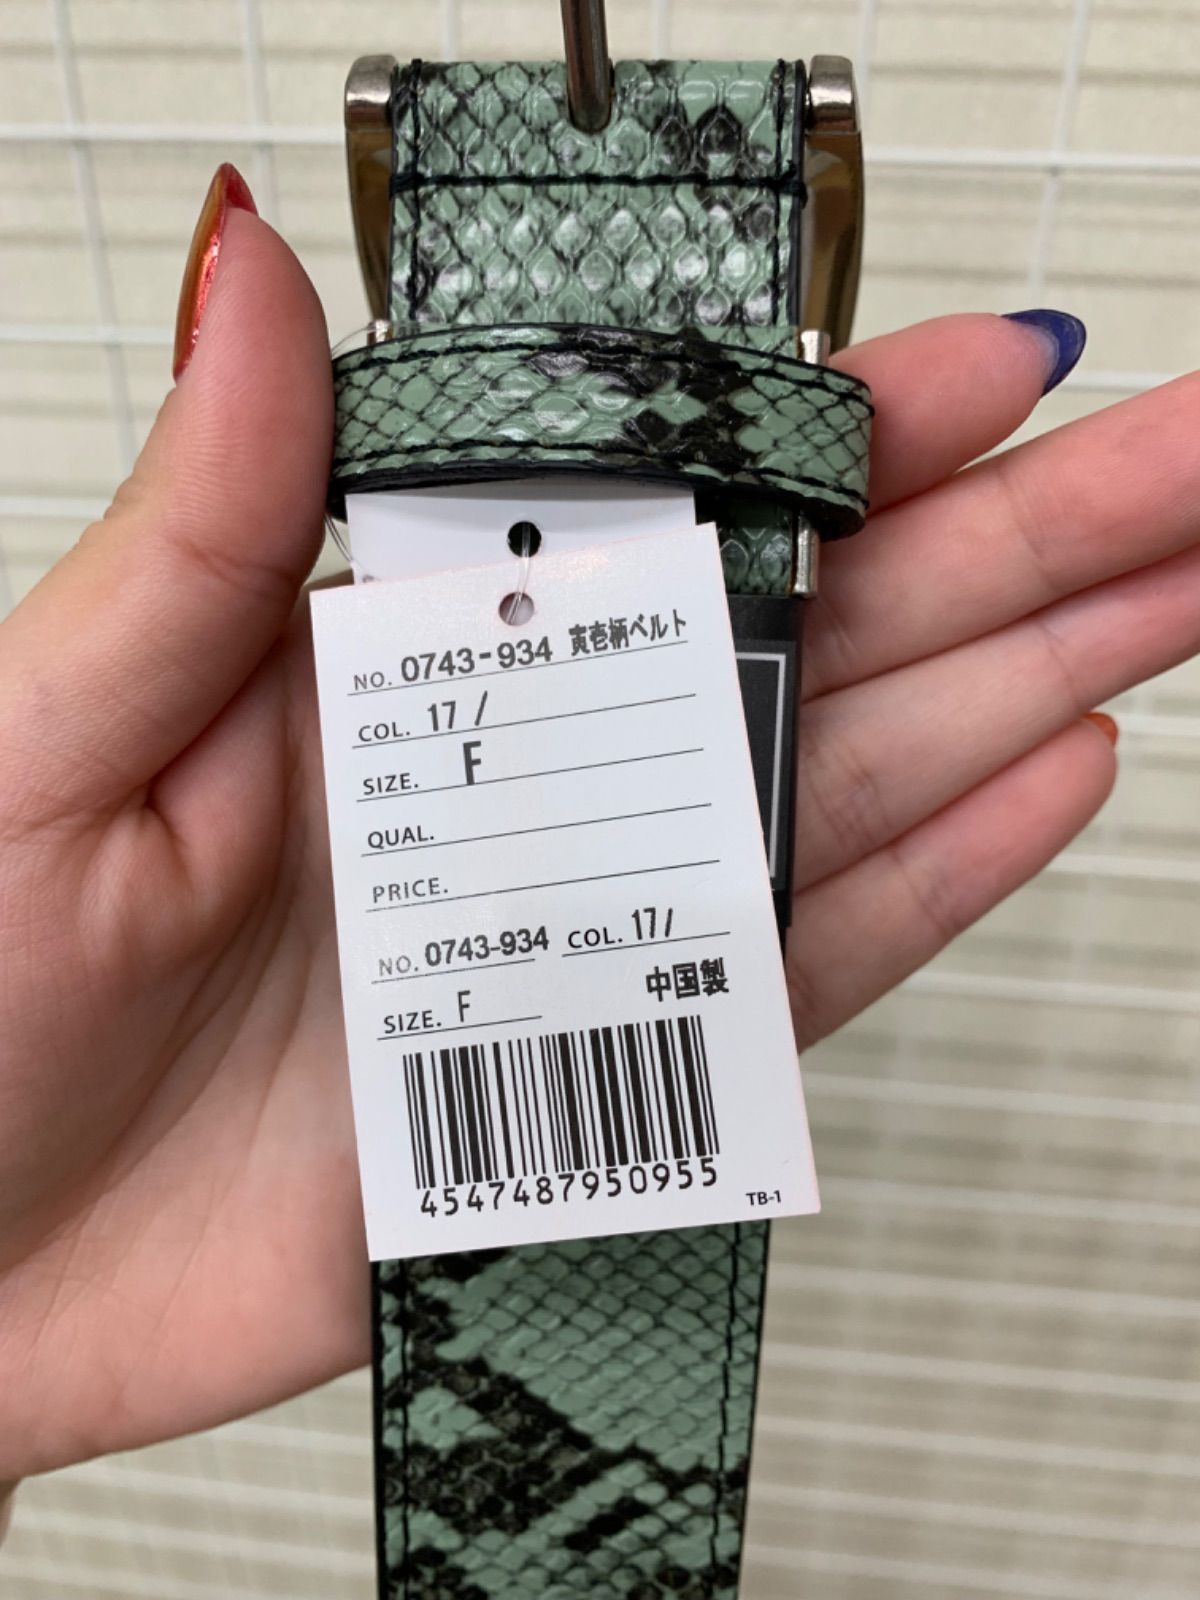 NO. 0743-934 寅壱柄ベルト
COL. 17 /
SIZE. F
QUAL.
PRICE.
NO. 0743-934 COL. 17/
SIZE. F 中国製
4547487950955
TB-1